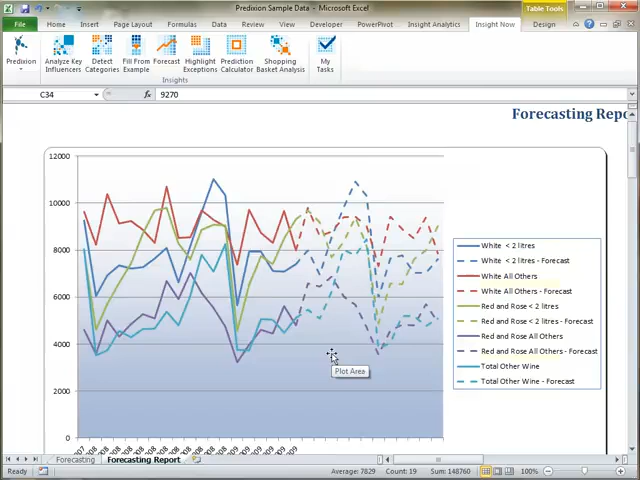 Predixion Sample Data - Microsoft Excel
Table Tools
File Home Insert Page Layout Formulas Data Review View Developer PowerPivot Insight Analytics Insight Now Design
Predixion
Analyze Key Influencers
Detect Categories
Fill From Example
Forecast
Highlight Exceptions
Prediction Calculator
Shopping Basket Analysis
My Tasks
Insights
C34 fx 9270
Forecasting Repo
12000
10000
8000
6000
4000
2000
0
White < 2 litres
White < 2 litres - Forecast
White All Others
White All Others - Forecast
Red and Rose < 2 litres
Red and Rose < 2 litres - Forecast
Red and Rose All Others
Red and Rose All Others - Forecast
Total Other Wine
Total Other Wine - Forecast
Plot Area
Forecasting Forecasting Report
Ready Average: 7829 Count: 19 Sum: 148760 100%